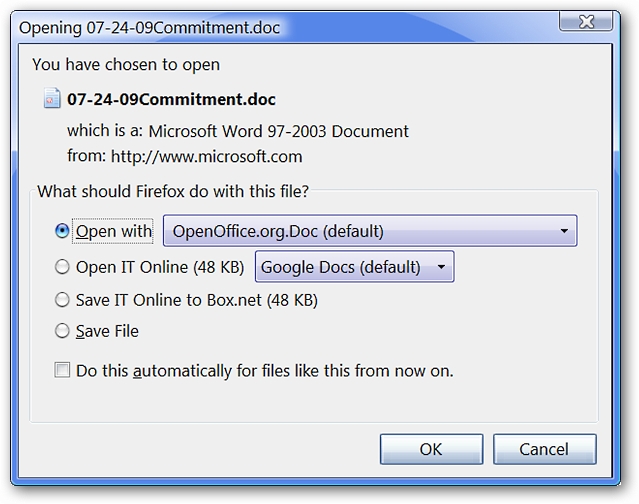 Opening 07-24-09Commitment.doc
You have chosen to open
07-24-09Commitment.doc
which is a: Microsoft Word 97-2003 Document
from: http://www.microsoft.com
What should Firefox do with this file?
Open with OpenOffice.org.Doc (default)
Open IT Online (48 KB) Google Docs (default)
Save IT Online to Box.net (48 KB)
Save File
Do this automatically for files like this from now on.
OK Cancel